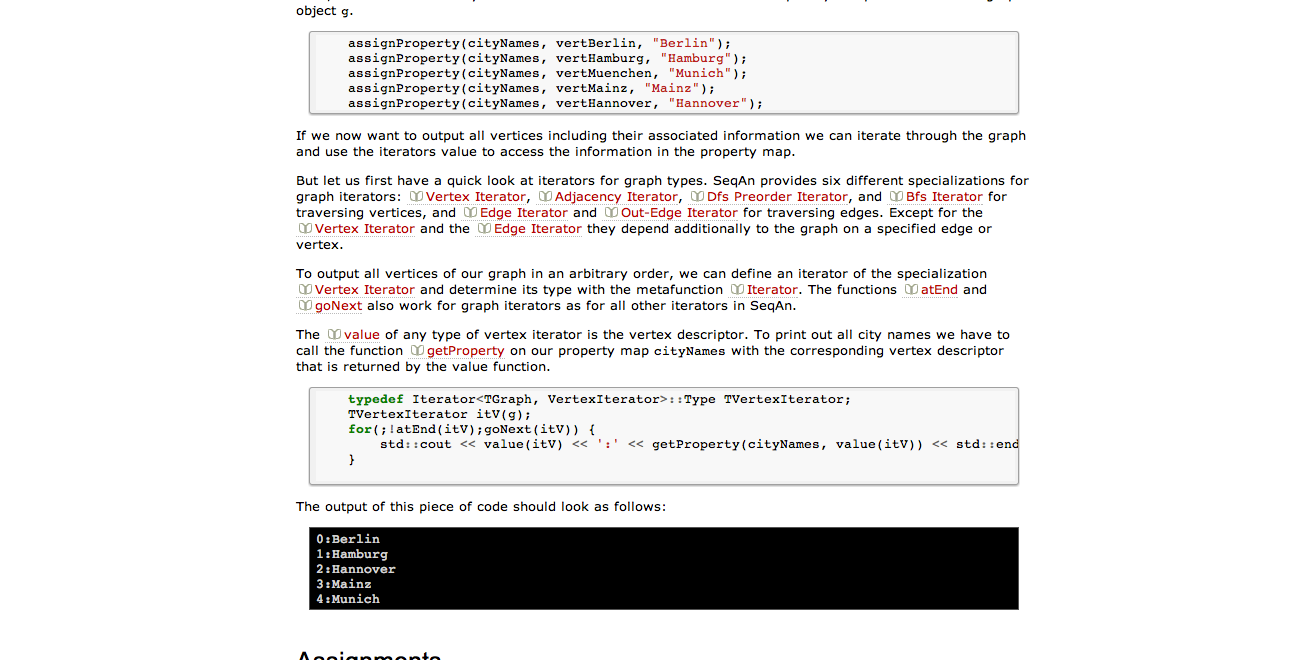 object g.
assignProperty(cityNames, vertBerlin, "Berlin");
assignProperty(cityNames, vertHamburg, "Hamburg");
assignProperty(cityNames, vertMuenchen, "Munich");
assignProperty(cityNames, vertMainz, "Mainz");
assignProperty(cityNames, vertHannover, "Hannover");
If we now want to output all vertices including their associated information we can iterate through the graph
and use the iterators value to access the information in the property map.
But let us first have a quick look at iterators for graph types. SeqAn provides six different specializations for
graph iterators: Vertex Iterator, Adjacency Iterator, Dfs Preorder Iterator, and Bfs Iterator for
traversing vertices, and Edge Iterator and Out-Edge Iterator for traversing edges. Except for the
Vertex Iterator and the Edge Iterator they depend additionally to the graph on a specified edge or
vertex.
To output all vertices of our graph in an arbitrary order, we can define an iterator of the specialization
Vertex Iterator and determine its type with the metafunction Iterator. The functions atEnd and
goNext also work for graph iterators as for all other iterators in SeqAn.
The value of any type of vertex iterator is the vertex descriptor. To print out all city names we have to
call the function getProperty on our property map cityNames with the corresponding vertex descriptor
that is returned by the value function.
typedef Iterator<TGraph, VertexIterator>::Type TVertexIterator;
TVertexIterator itV(g);
for(;!atEnd(itV);goNext(itV)) {
std::cout << value(itV) << ':' << getProperty(cityNames, value(itV)) << std::end
}
The output of this piece of code should look as follows:
0:Berlin
1:Hamburg
2:Hannover
3:Mainz
4:Munich
Assignments